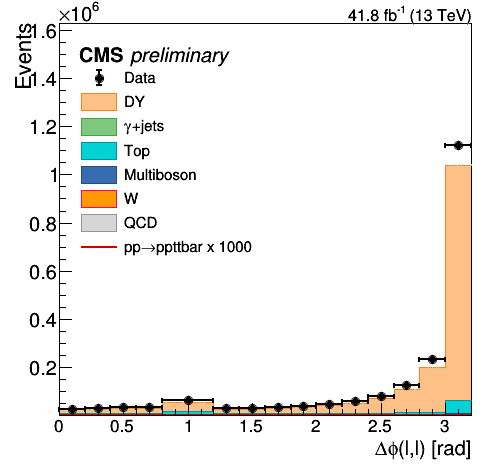 ×10⁶
41.8 fb⁻¹ (13 TeV)
Events
CMS preliminary
Data
DY
γ+jets
Top
Multiboson
W
QCD
pp→ppttbar x 1000
1.6
1.4
1.2
1
0.8
0.6
0.4
0.2
0 0.5 1 1.5 2 2.5 3
Δφ(l,l) [rad]